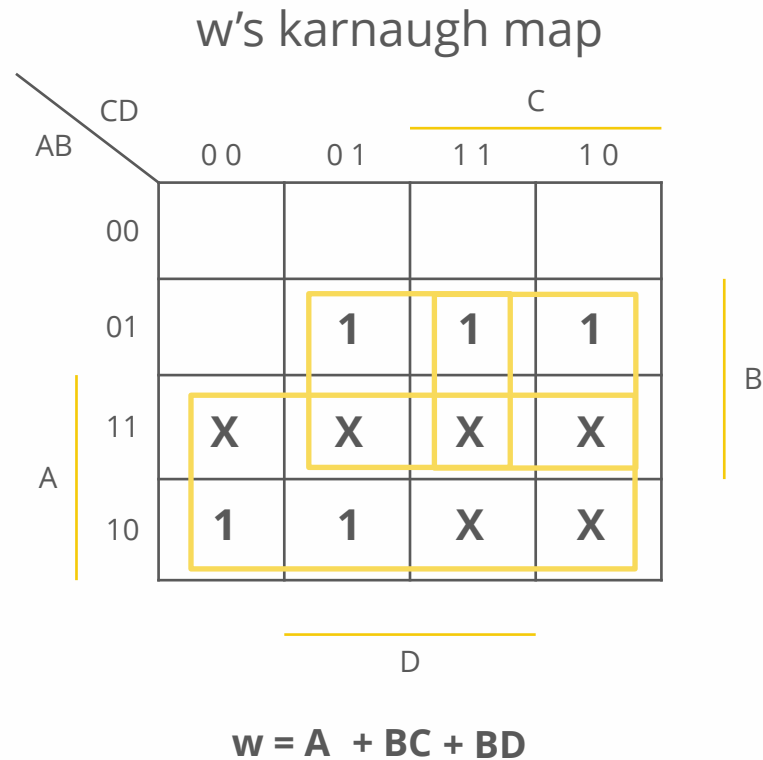 w's karnaugh map
CD
C
AB
0 0 0 1 1 1 1 0
00
01 1 1 1
B
11 X X X X
A
10 1 1 X X
D
w = A + BC + BD